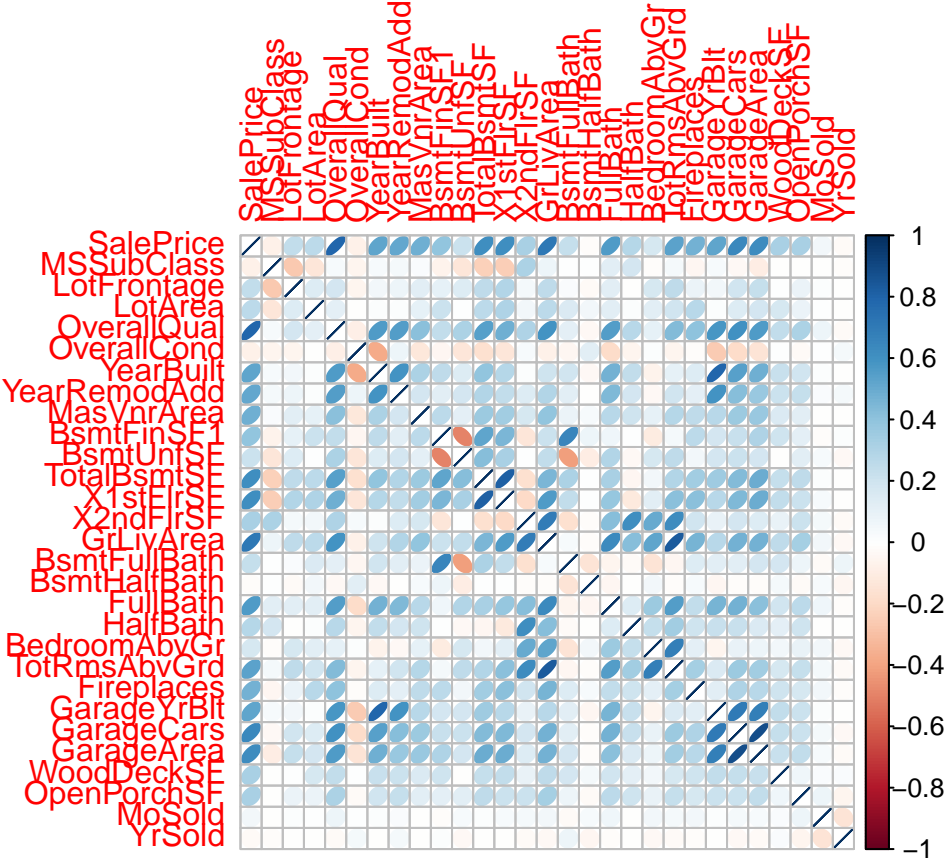 SalePrice
MSSubClass
LotFrontage
LotArea
OverallQual
OverallCond
YearBuilt
YearRemodAdd
MasVnrArea
BsmtFinSF1
BsmtUnfSF
TotalBsmtSF
X1stFlrSF
X2ndFlrSF
GrLivArea
BsmtFullBath
BsmtHalfBath
FullBath
HalfBath
BedroomAbvGr
TotRmsAbvGrd
Fireplaces
GarageYrBlt
GarageCars
GarageArea
WoodDeckSF
OpenPorchSF
MoSold
YrSold
SalePrice
MSSubClass
LotFrontage
LotArea
OverallQual
OverallCond
YearBuilt
YearRemodAdd
MasVnrArea
BsmtFinSF1
BsmtUnfSF
TotalBsmtSF
X1stFlrSF
X2ndFlrSF
GrLivArea
BsmtFullBath
BsmtHalfBath
FullBath
HalfBath
BedroomAbvGr
TotRmsAbvGrd
Fireplaces
GarageYrBlt
GarageCars
GarageArea
WoodDeckSF
OpenPorchSF
MoSold
YrSold
1
0.8
0.6
0.4
0.2
0
−0.2
−0.4
−0.6
−0.8
−1